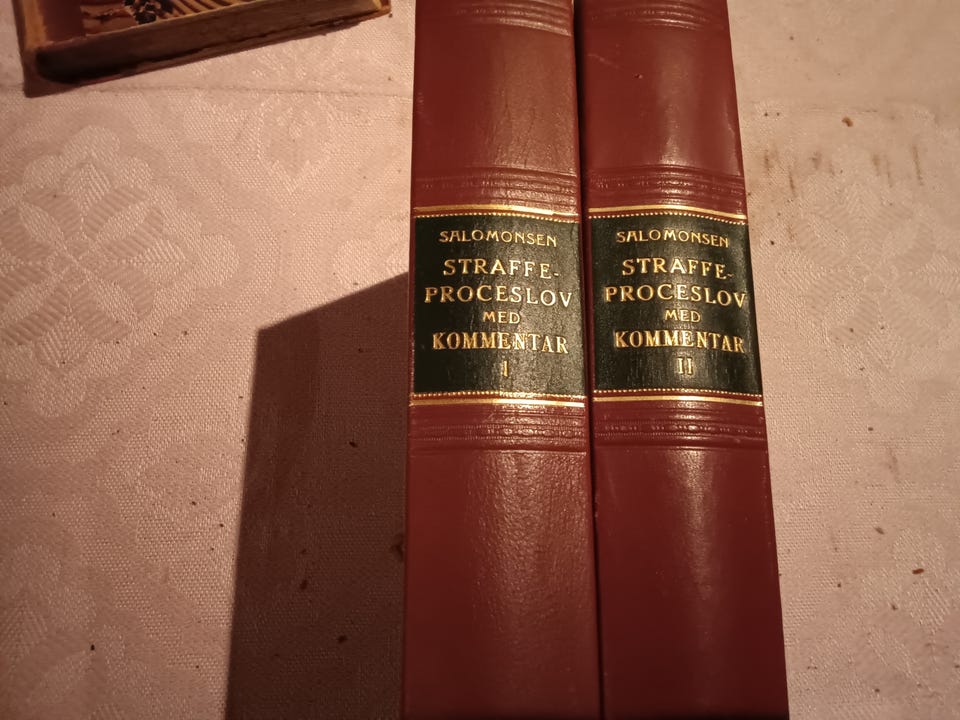 SALOMONSEN
STRAFFE-
PROCESLOV
MED
KOMMENTAR
I
SALOMONSEN
STRAFFE-
PROCESLOV
MED
KOMMENTAR
II